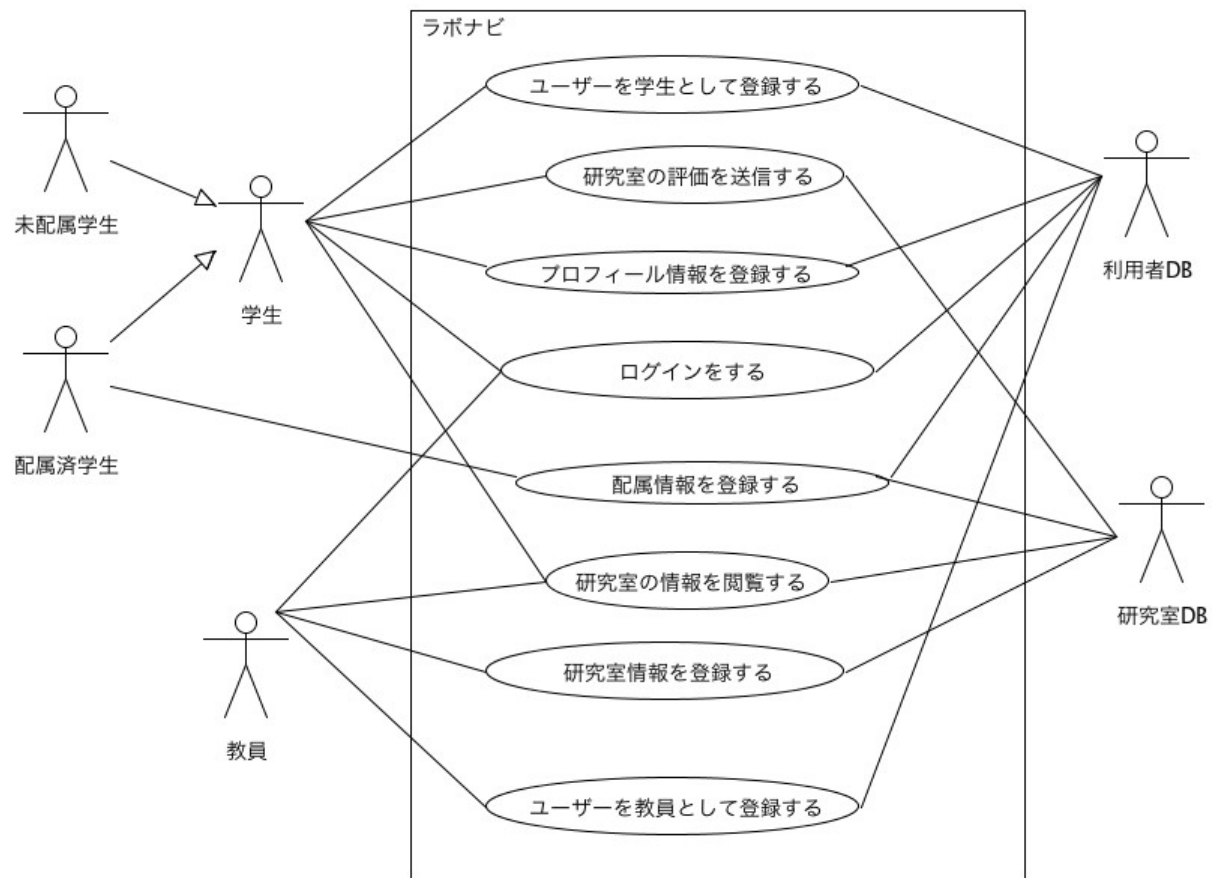 ラボナビ
ユーザーを学生として登録する
研究室の評価を送信する
未配属学生
プロフィール情報を登録する
利用者DB
学生
ログインをする
配属済学生
配属情報を登録する
研究室の情報を閲覧する
研究室DB
研究室情報を登録する
教員
ユーザーを教員として登録する